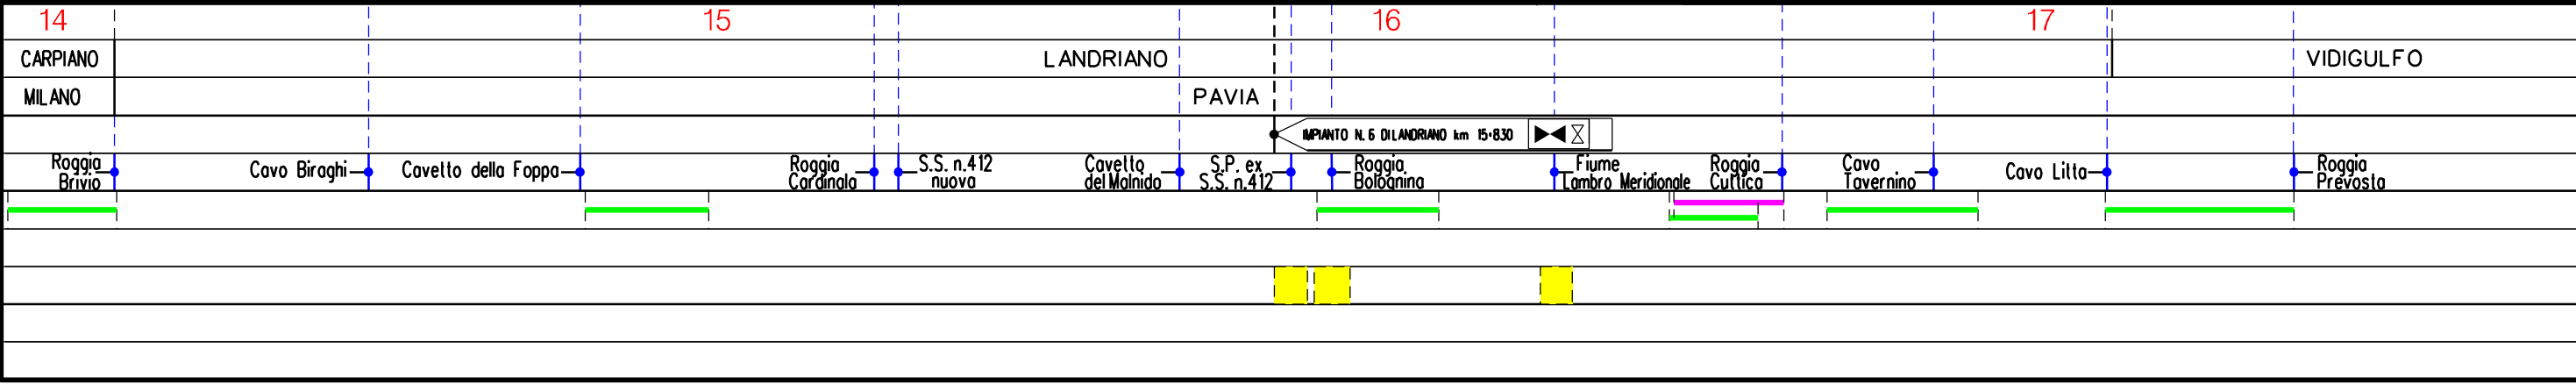 14 15 16 17
CARPIANO LANDRIANO VIDIGULFO
MILANO PAVIA
IMPIANTO N. 6 DI LANDRIANO km 15+830
Roggia
Brivio
Cavo Biraghi
Cavetto della Foppa
Roggia
Cardinala
S.S. n.412
nuova
Cavetto
del Malnido
S.P. ex
S.S. n.412
Roggia
Bolognina
Fiume
Lambro Meridionale
Roggia
Cuttica
Cavo
Tavernino
Cavo Litta
Roggia
Prevosta